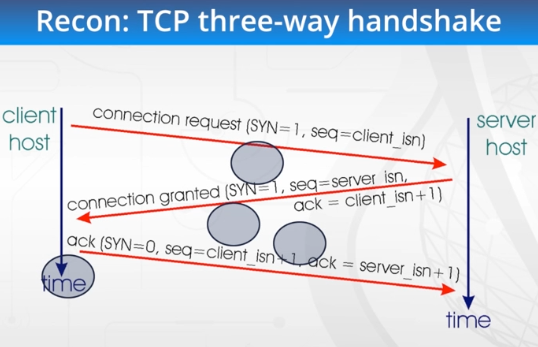 Recon: TCP three-way handshake
client
host
connection request (SYN=1, seq=client_isn)
server
host
connection granted (SYN=1, seq=server_isn,
ack = client_isn+1)
ack (SYN=0, seq=client_isn+1, ack = server_isn+1)
time
time